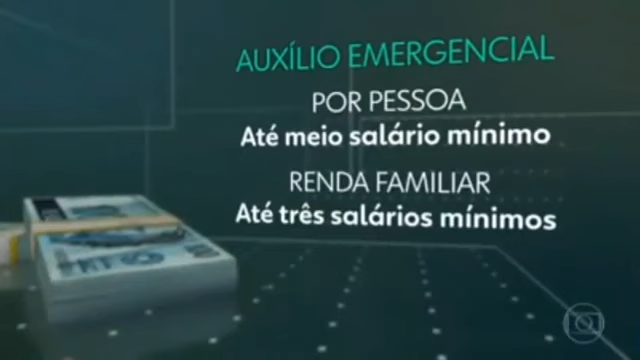 AUXÍLIO EMERGENCIAL
POR PESSOA
Até meio salário mínimo
RENDA FAMILIAR
Até três salários mínimos